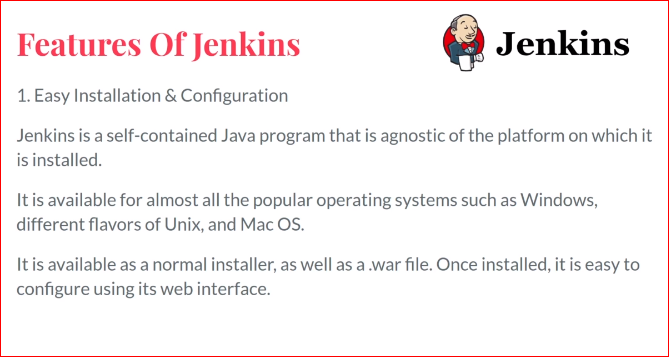 Features Of Jenkins
Jenkins
1. Easy Installation & Configuration
Jenkins is a self-contained Java program that is agnostic of the platform on which it
is installed.
It is available for almost all the popular operating systems such as Windows,
different flavors of Unix, and Mac OS.
It is available as a normal installer, as well as a .war file. Once installed, it is easy to
configure using its web interface.